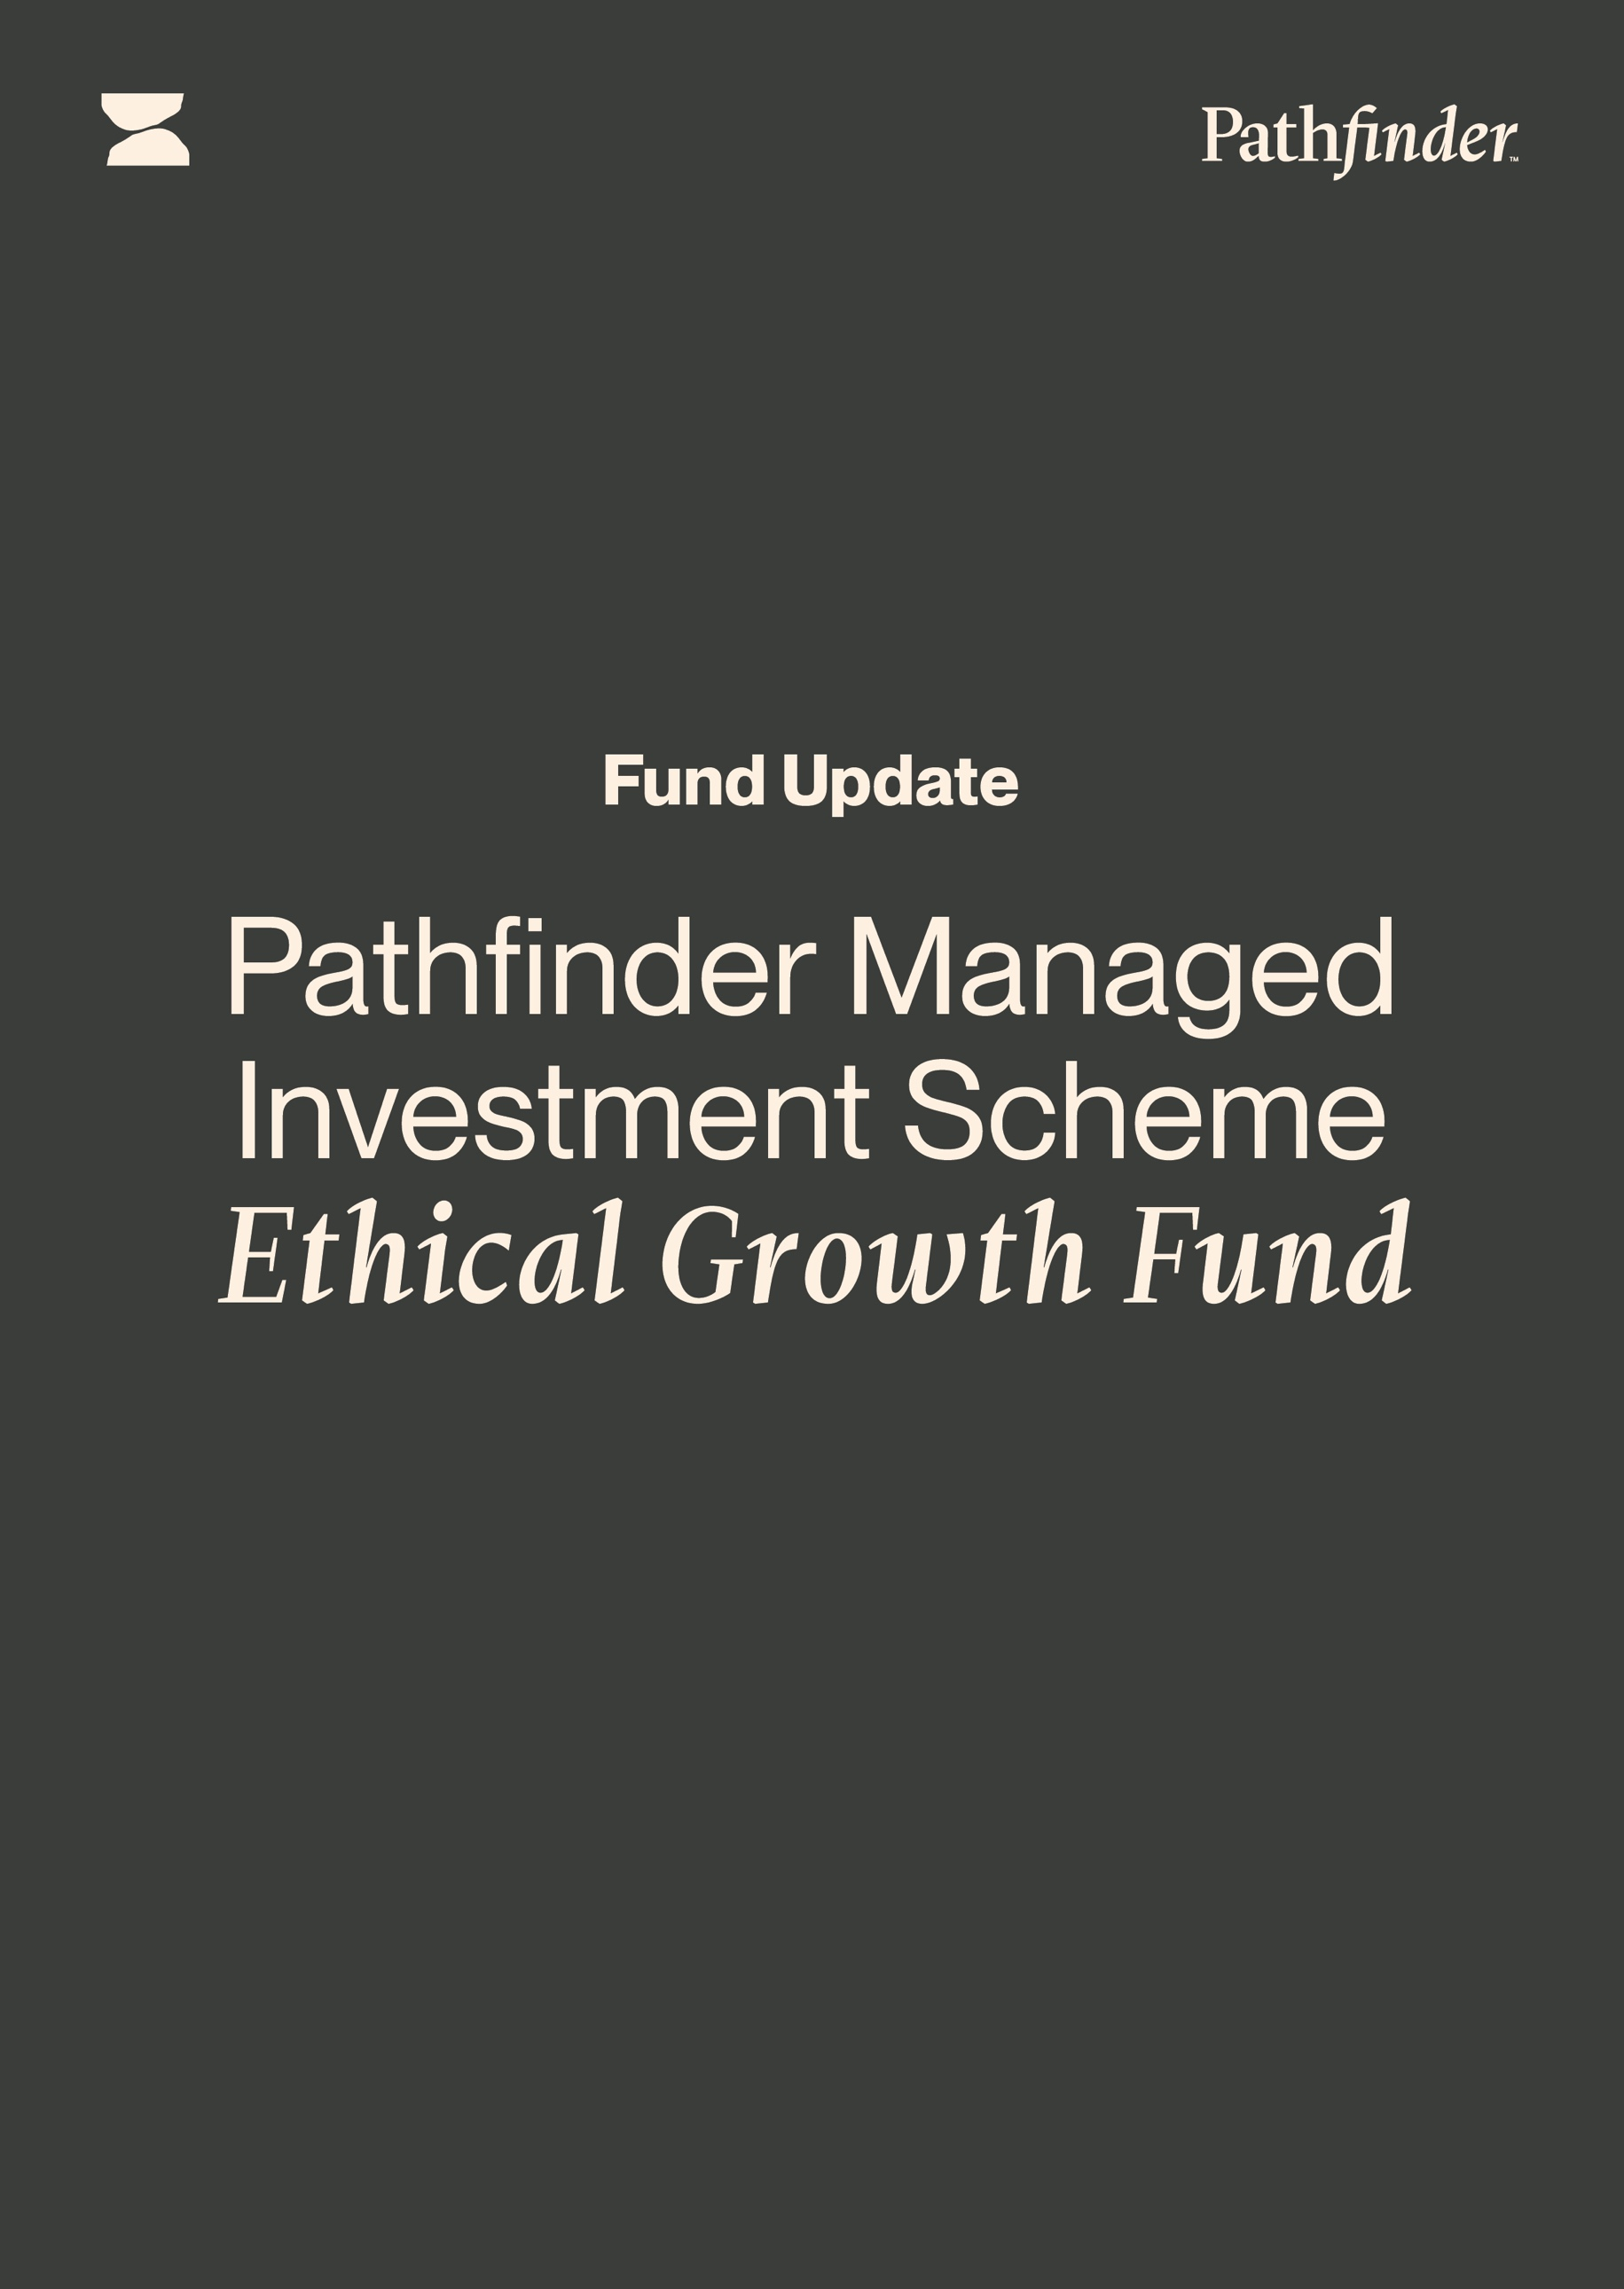 Pathfinder™
Fund Update
Pathfinder Managed
Investment Scheme
Ethical Growth Fund